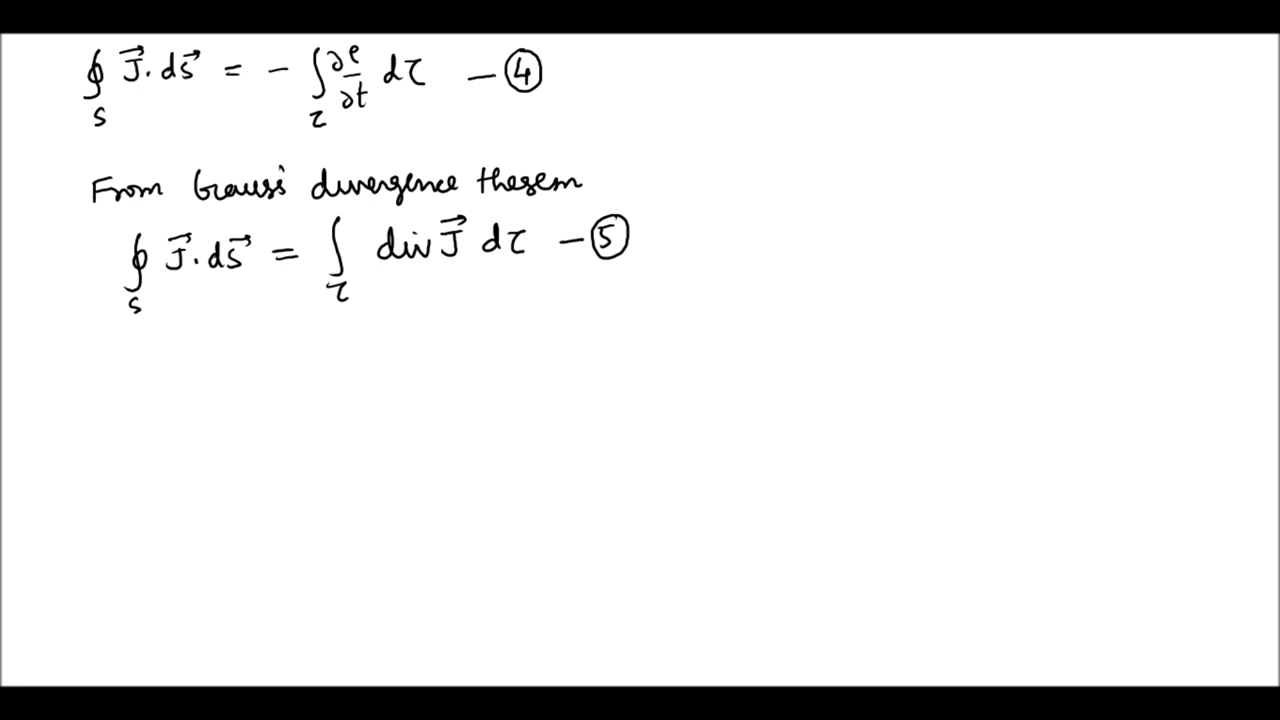 ∮_S J⃗·dS⃗ = - ∫_τ ∂ρ/∂t dτ — ④
From Gauss's divergence theorem
∮_S J⃗·dS⃗ = ∫_τ div J⃗ dτ — ⑤